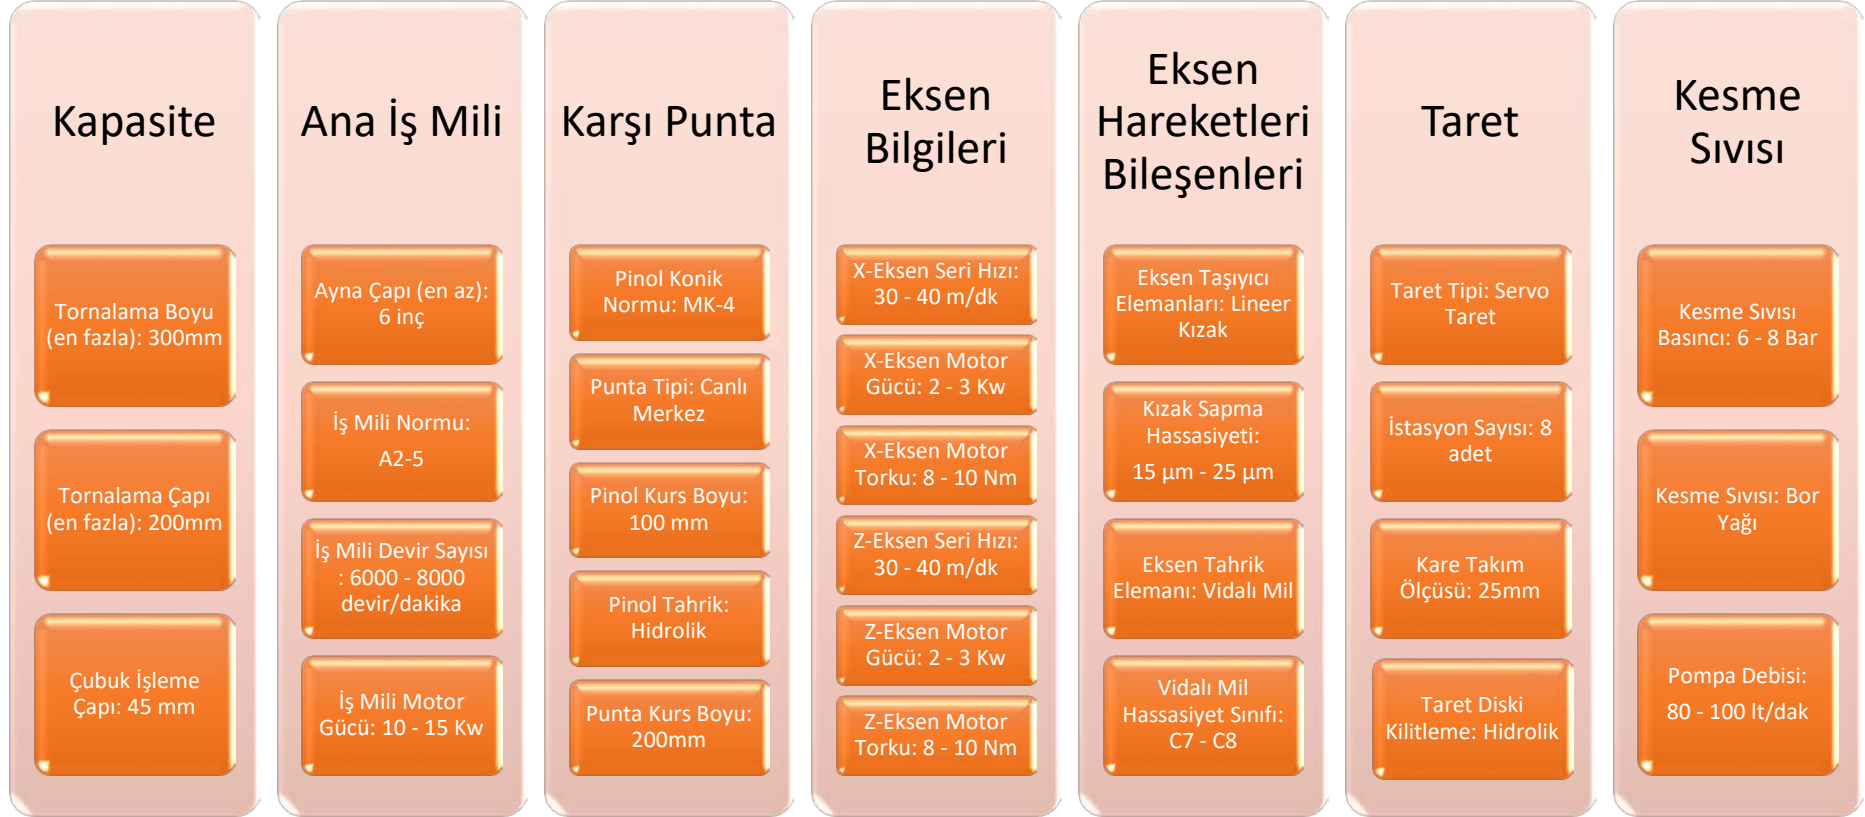 Kapasite
Tornalama Boyu
(en fazla): 300mm
Tornalama Çapı
(en fazla): 200mm
Çubuk İşleme
Çapı: 45 mm
Ana İş Mili
Ayna Çapı (en az):
6 inç
İş Mili Normu:
A2-5
İş Mili Devir Sayısı
: 6000 - 8000
devir/dakika
İş Mili Motor
Gücü: 10 - 15 Kw
Karşı Punta
Pinol Konik
Normu: MK-4
Punta Tipi: Canlı
Merkez
Pinol Kurs Boyu:
100 mm
Pinol Tahrik:
Hidrolik
Punta Kurs Boyu:
200mm
Eksen
Bilgileri
X-Eksen Seri Hızı:
30 - 40 m/dk
X-Eksen Motor
Gücü: 2 - 3 Kw
X-Eksen Motor
Torku: 8 - 10 Nm
Z-Eksen Seri Hızı:
30 - 40 m/dk
Z-Eksen Motor
Gücü: 2 - 3 Kw
Z-Eksen Motor
Torku: 8 - 10 Nm
Eksen
Hareketleri
Bileşenleri
Eksen Taşıyıcı
Elemanları: Lineer
Kızak
Kızak Sapma
Hassasiyeti:
15 µm - 25 µm
Eksen Tahrik
Elemanı: Vidalı Mil
Vidalı Mil
Hassasiyet Sınıfı:
C7 - C8
Taret
Taret Tipi: Servo
Taret
İstasyon Sayısı: 8
adet
Kare Takım
Ölçüsü: 25mm
Taret Diski
Kilitleme: Hidrolik
Kesme
Sıvısı
Kesme Sıvısı
Basıncı: 6 - 8 Bar
Kesme Sıvısı: Bor
Yağı
Pompa Debisi:
80 - 100 lt/dak